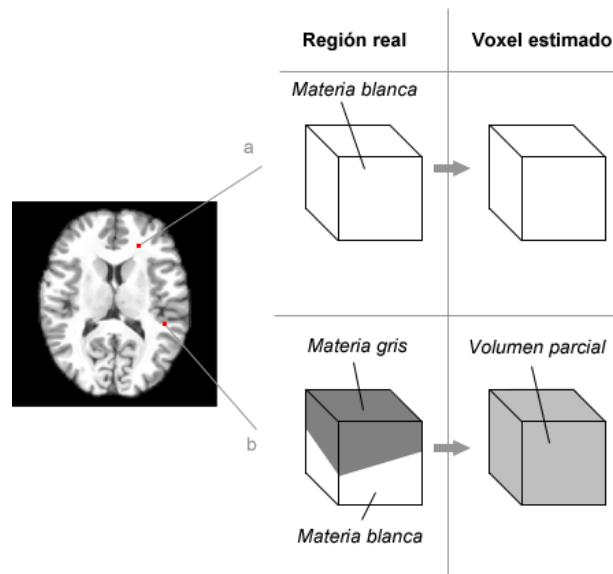 Región real
Voxel estimado
Materia blanca
a
Materia gris
Volumen parcial
b
Materia blanca